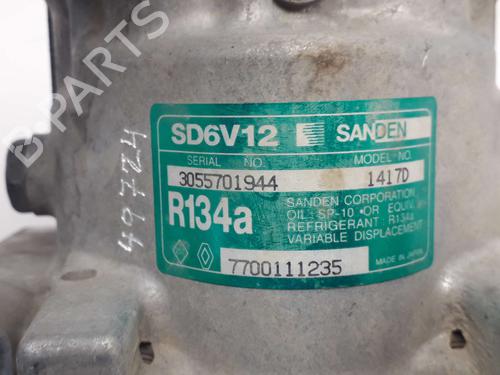 B-PARTS
SD6V12 SANDEN
SERIAL NO. MODEL NO.
3055701944 1417D
SANDEN CORPORATION
OIL: SP-10 OR EQUIV.
R134a REFRIGERANT R134a
VARIABLE DISPLACEMENT
7700111235
MADE IN JAPAN
49724